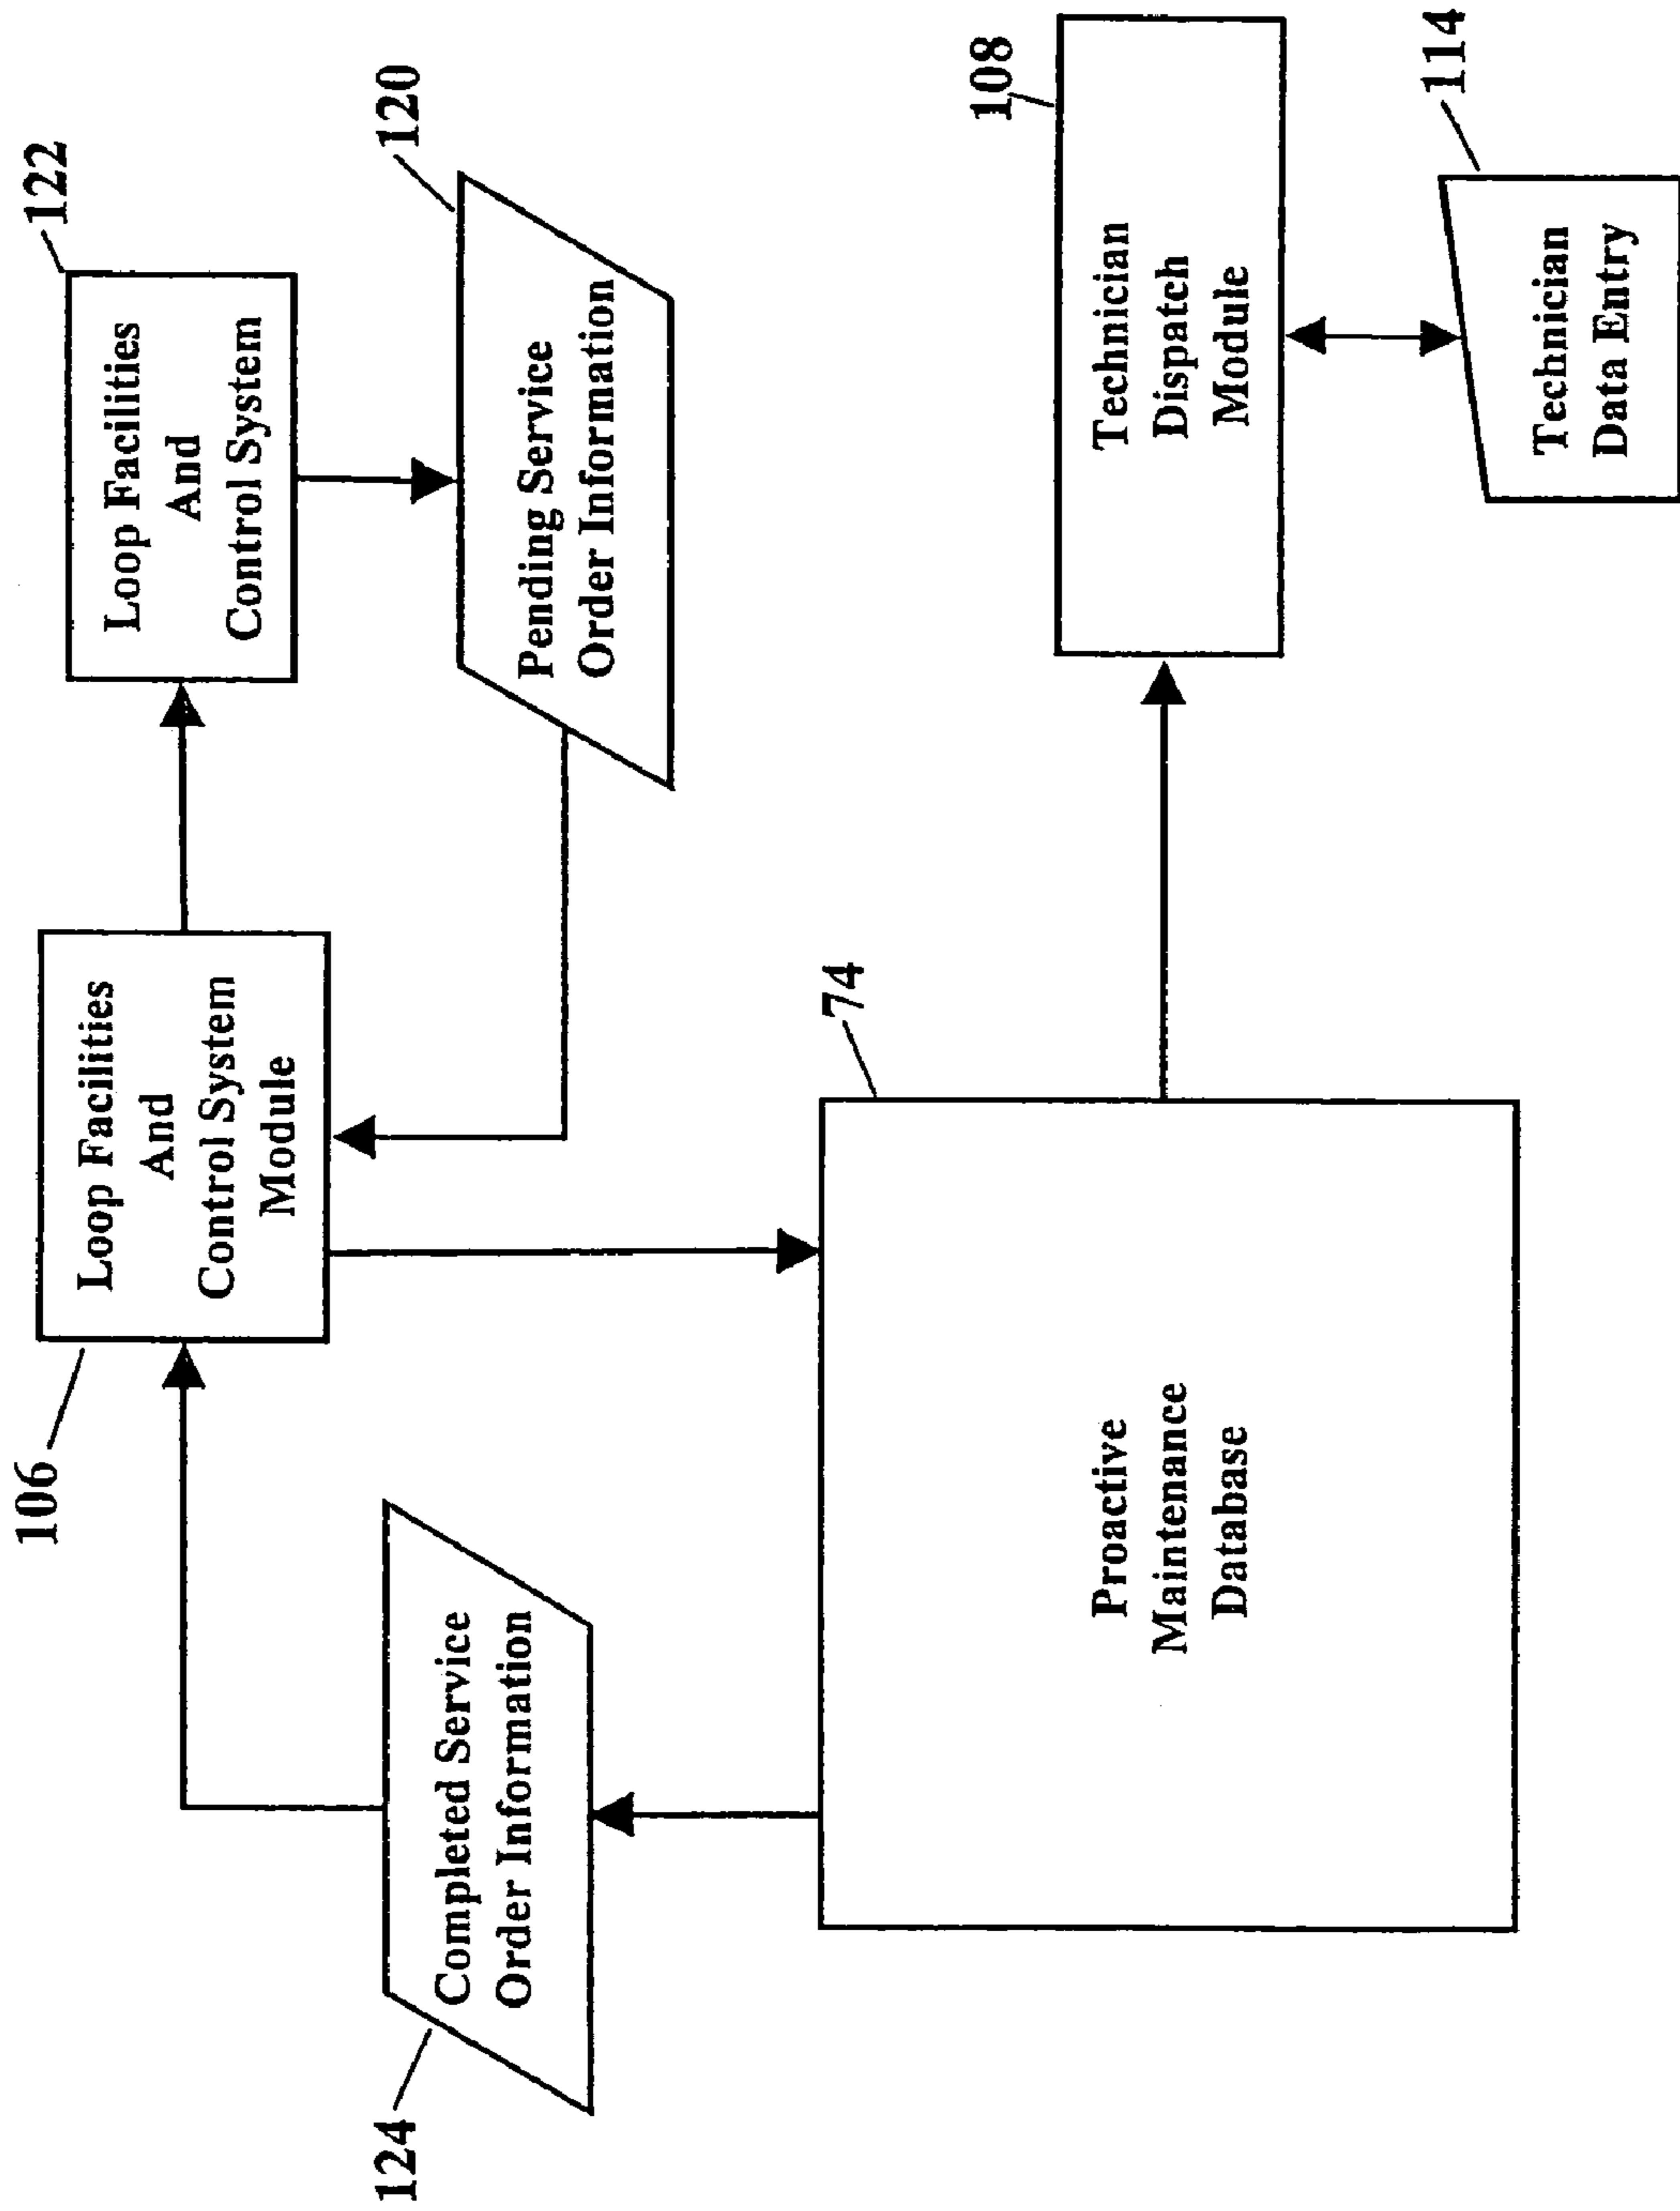 106
Loop Facilities
And
Control System
Module
122
Loop Facilities
And
Control System
124
Completed Service
Order Information
120
Pending Service
Order Information
74
Proactive
Maintenance
Database
108
Technician
Dispatch
Module
114
Technician
Data Entry